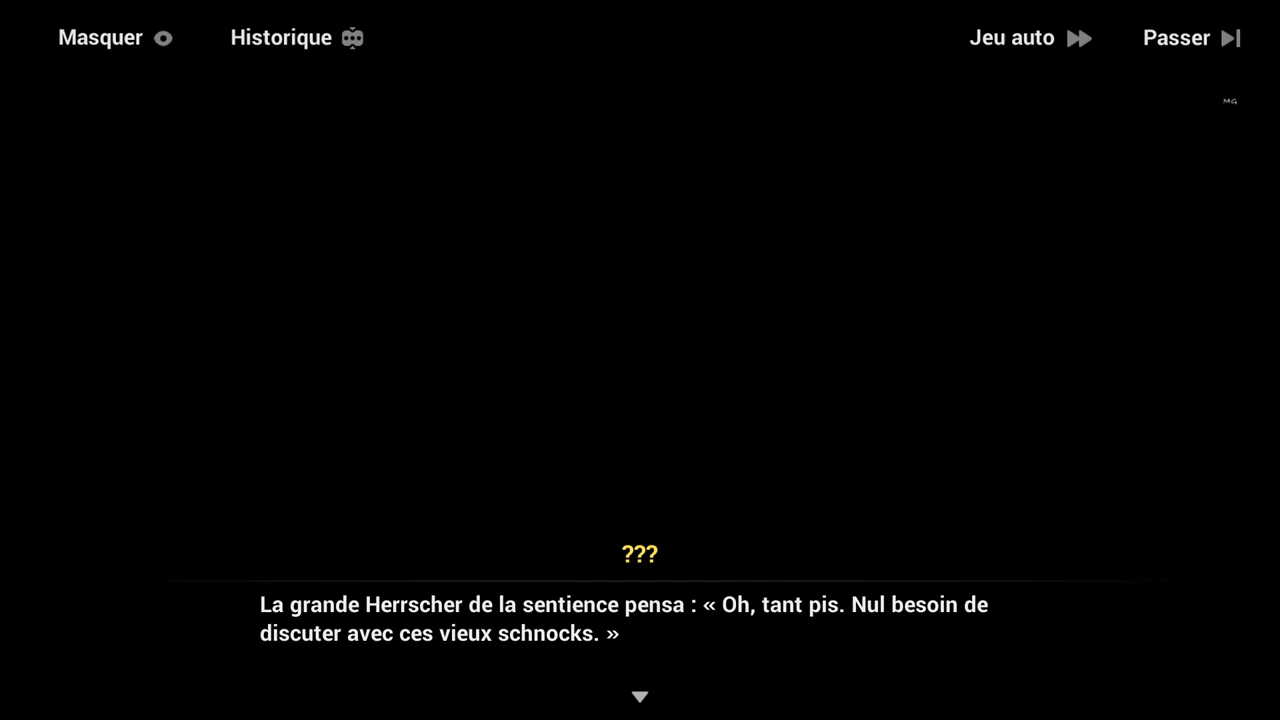 Masquer Historique Jeu auto Passer
MG
???
La grande Herrscher de la sentience pensa : « Oh, tant pis. Nul besoin de
discuter avec ces vieux schnocks. »